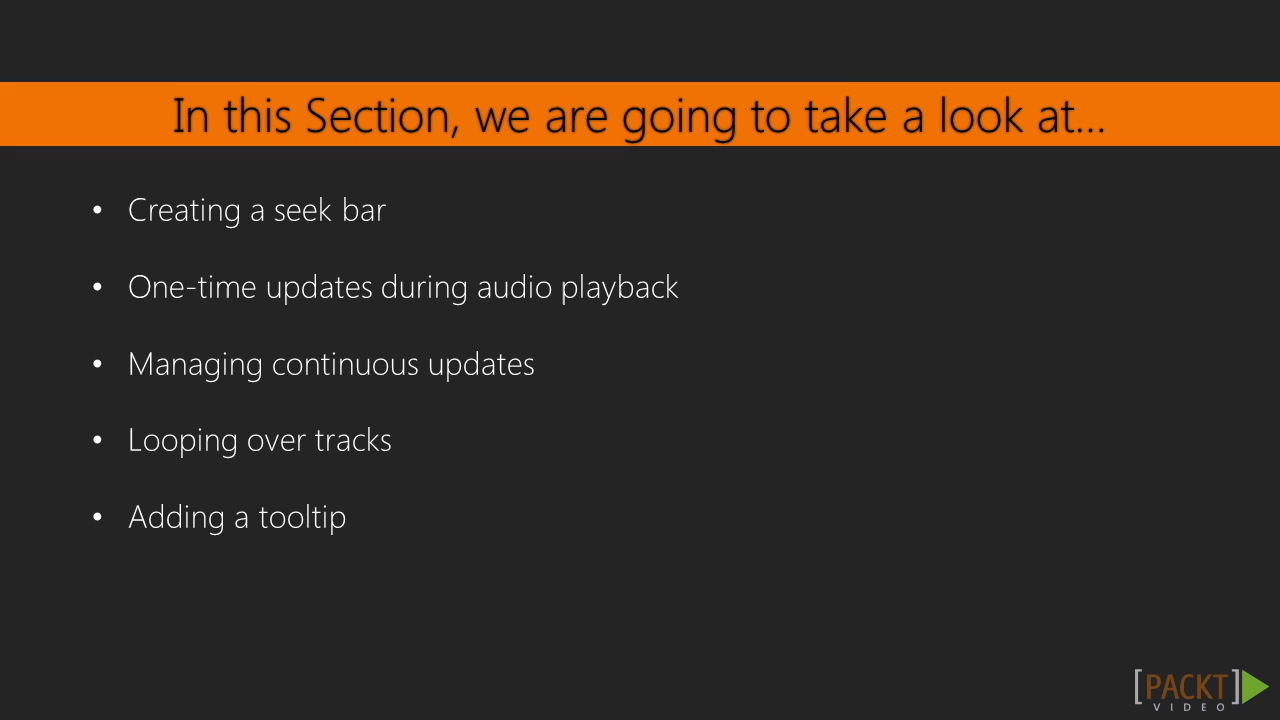 In this Section, we are going to take a look at...
• Creating a seek bar
• One-time updates during audio playback
• Managing continuous updates
• Looping over tracks
• Adding a tooltip
[PACKT]
VIDEO